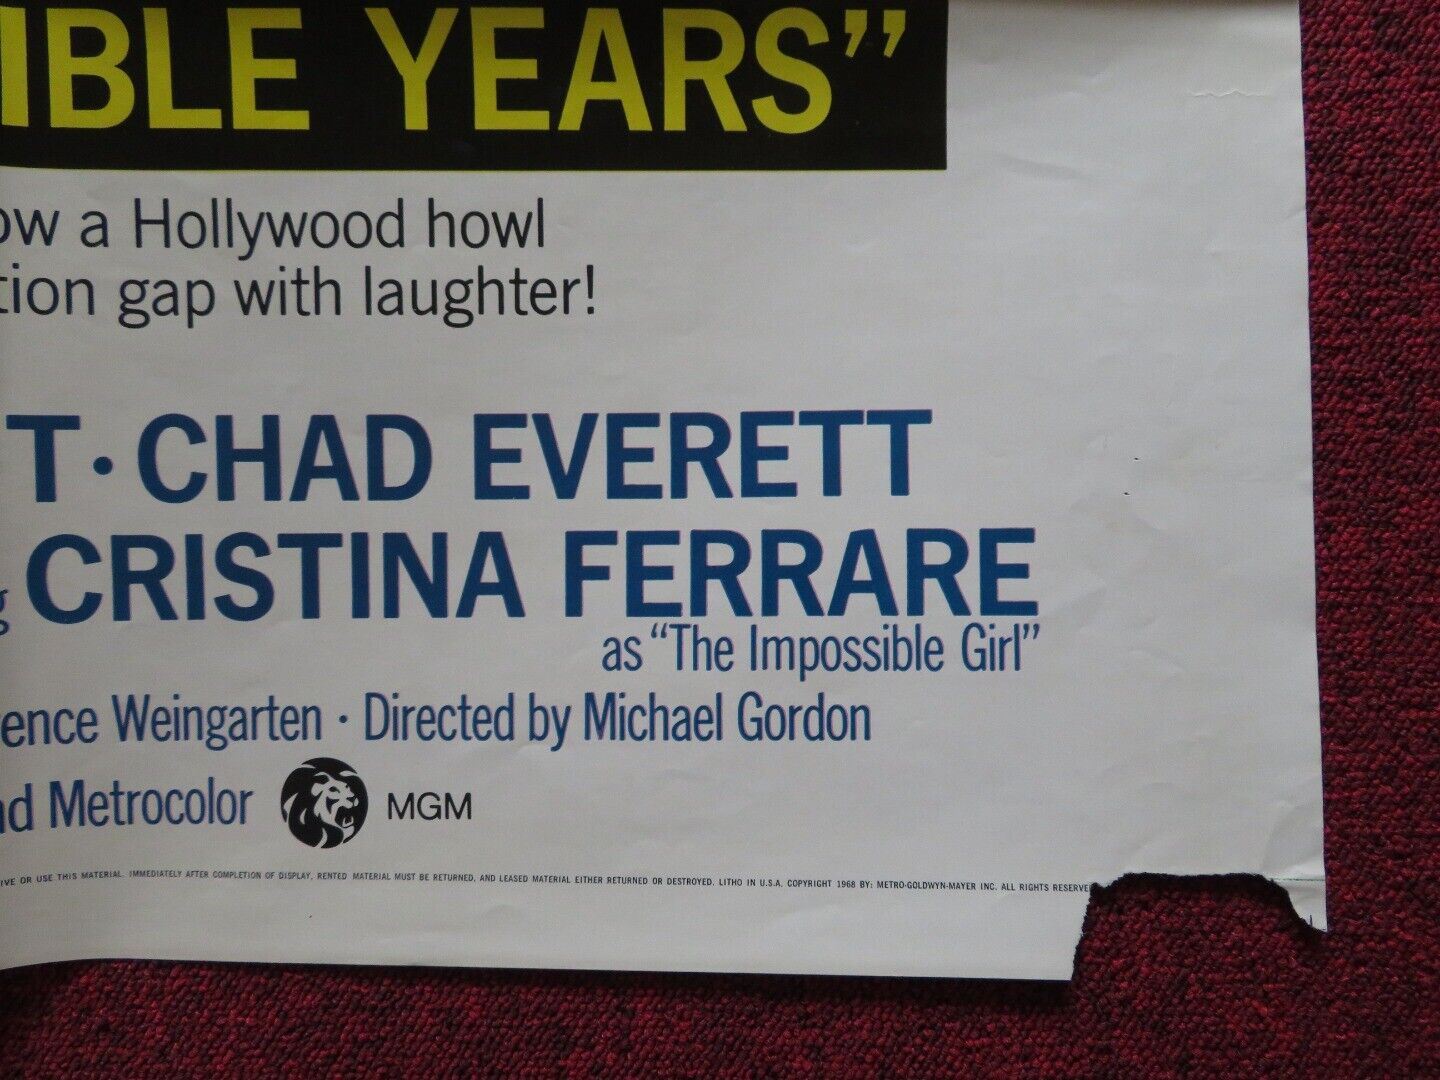 IBLE YEARS”
ow a Hollywood howl
tion gap with laughter!
T · CHAD EVERETT
g CRISTINA FERRARE
as “The Impossible Girl”
ence Weingarten · Directed by Michael Gordon
nd Metrocolor MGM
IVE OR USE THIS MATERIAL. IMMEDIATELY AFTER COMPLETION OF DISPLAY, RENTED MATERIAL MUST BE RETURNED, AND LEASED MATERIAL EITHER RETURNED OR DESTROYED. LITHO IN U.S.A. COPYRIGHT 1968 BY: METRO-GOLDWYN-MAYER INC. ALL RIGHTS RESERVE